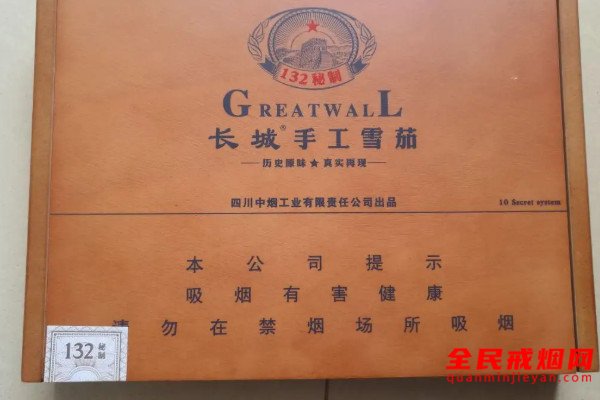 132秘制
GREATWALL
长城®手工雪茄
历史原味★真实再现
四川中烟工业有限责任公司出品
10 Secret system
本公司提示
吸烟有害健康
请勿在禁烟场所吸烟
132秘制
全民戒烟网
quanminjieyan.com